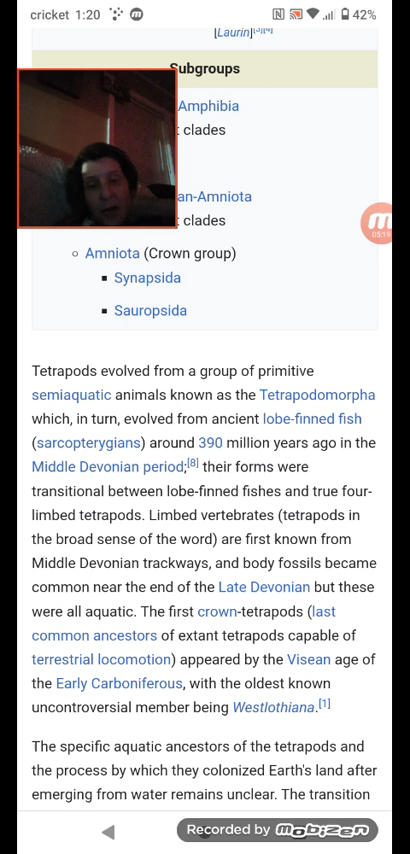 cricket 1:20 42%
[Laurin][3][4]
Subgroups
Amphibia
clades
an-Amniota
clades
Amniota (Crown group)
Synapsida
Sauropsida
05:19
Tetrapods evolved from a group of primitive
semiaquatic animals known as the Tetrapodomorpha
which, in turn, evolved from ancient lobe-finned fish
(sarcopterygians) around 390 million years ago in the
Middle Devonian period;[8] their forms were
transitional between lobe-finned fishes and true four-
limbed tetrapods. Limbed vertebrates (tetrapods in
the broad sense of the word) are first known from
Middle Devonian trackways, and body fossils became
common near the end of the Late Devonian but these
were all aquatic. The first crown-tetrapods (last
common ancestors of extant tetrapods capable of
terrestrial locomotion) appeared by the Visean age of
the Early Carboniferous, with the oldest known
uncontroversial member being Westlothiana.[1]
The specific aquatic ancestors of the tetrapods and
the process by which they colonized Earth's land after
emerging from water remains unclear. The transition
Recorded by mobizen